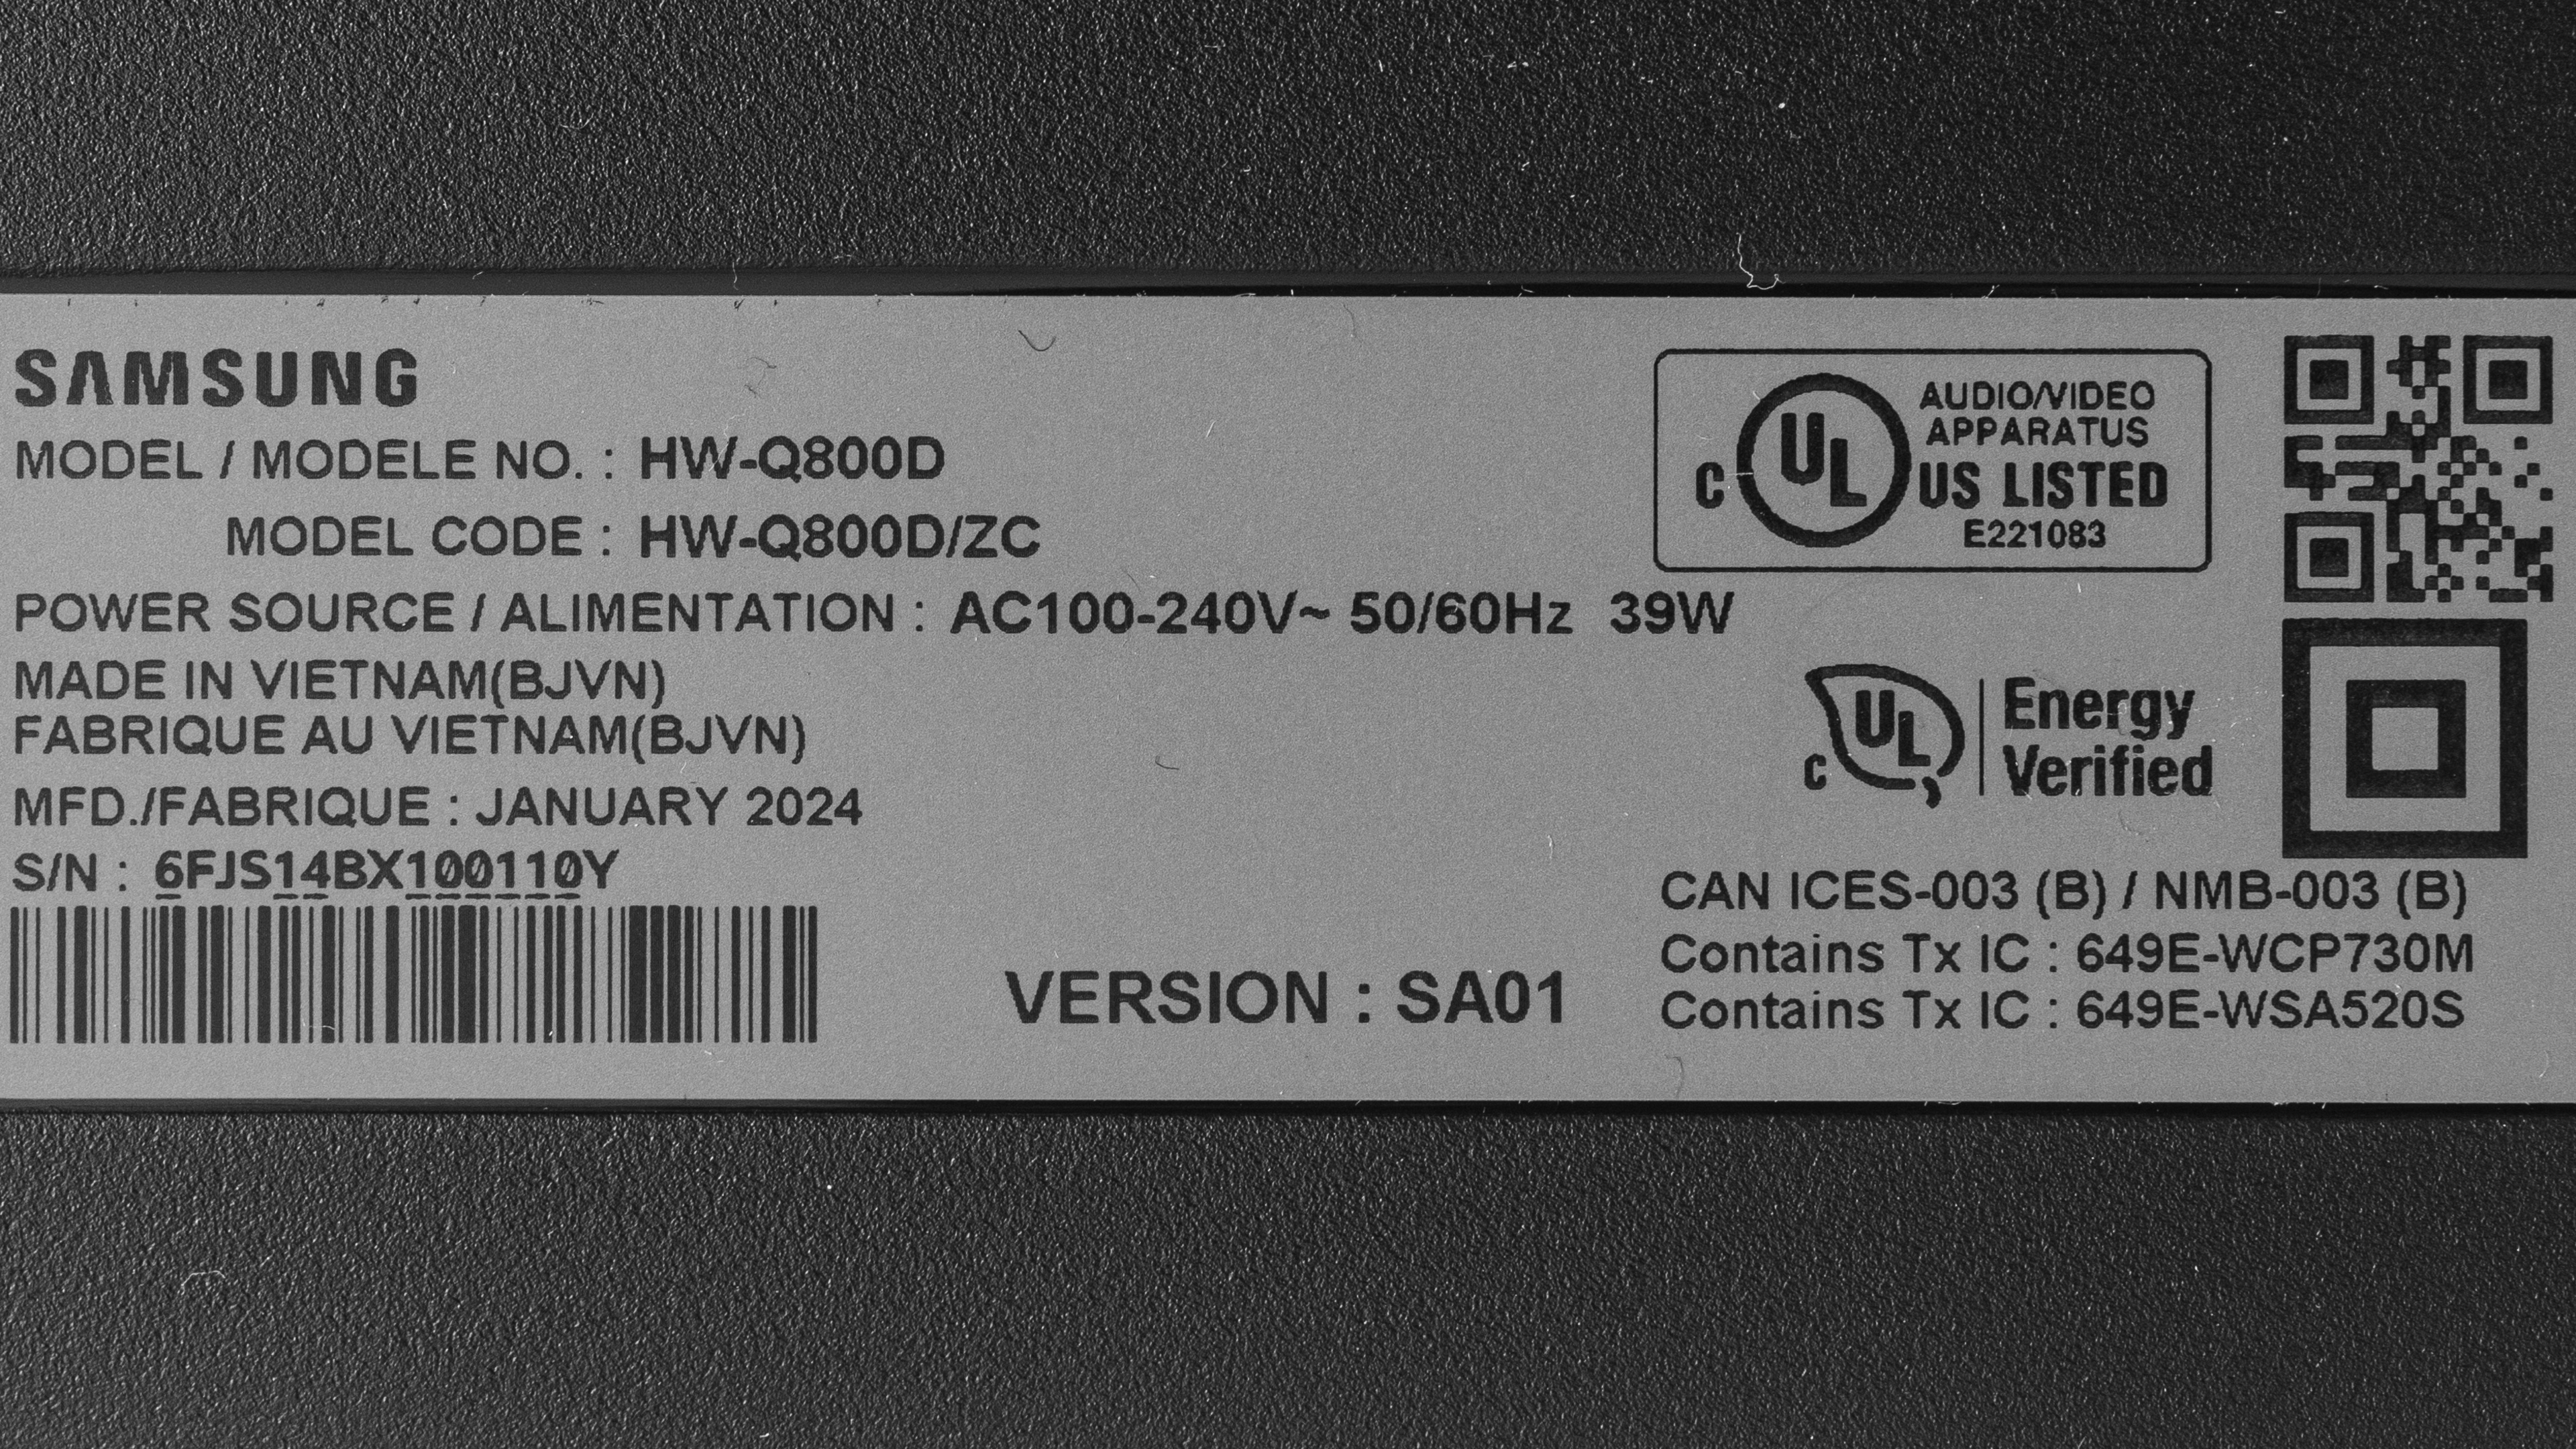 SAMSUNG
MODEL / MODELE NO. : HW-Q800D
MODEL CODE : HW-Q800D/ZC
POWER SOURCE / ALIMENTATION : AC100-240V~ 50/60Hz 39W
MADE IN VIETNAM(BJVN)
FABRIQUE AU VIETNAM(BJVN)
MFD./FABRIQUE : JANUARY 2024
S/N : 6FJS14BX100110Y
VERSION : SA01
C UL US LISTED
AUDIO/VIDEO
APPARATUS
E221083
C UL Energy
Verified
CAN ICES-003 (B) / NMB-003 (B)
Contains Tx IC : 649E-WCP730M
Contains Tx IC : 649E-WSA520S